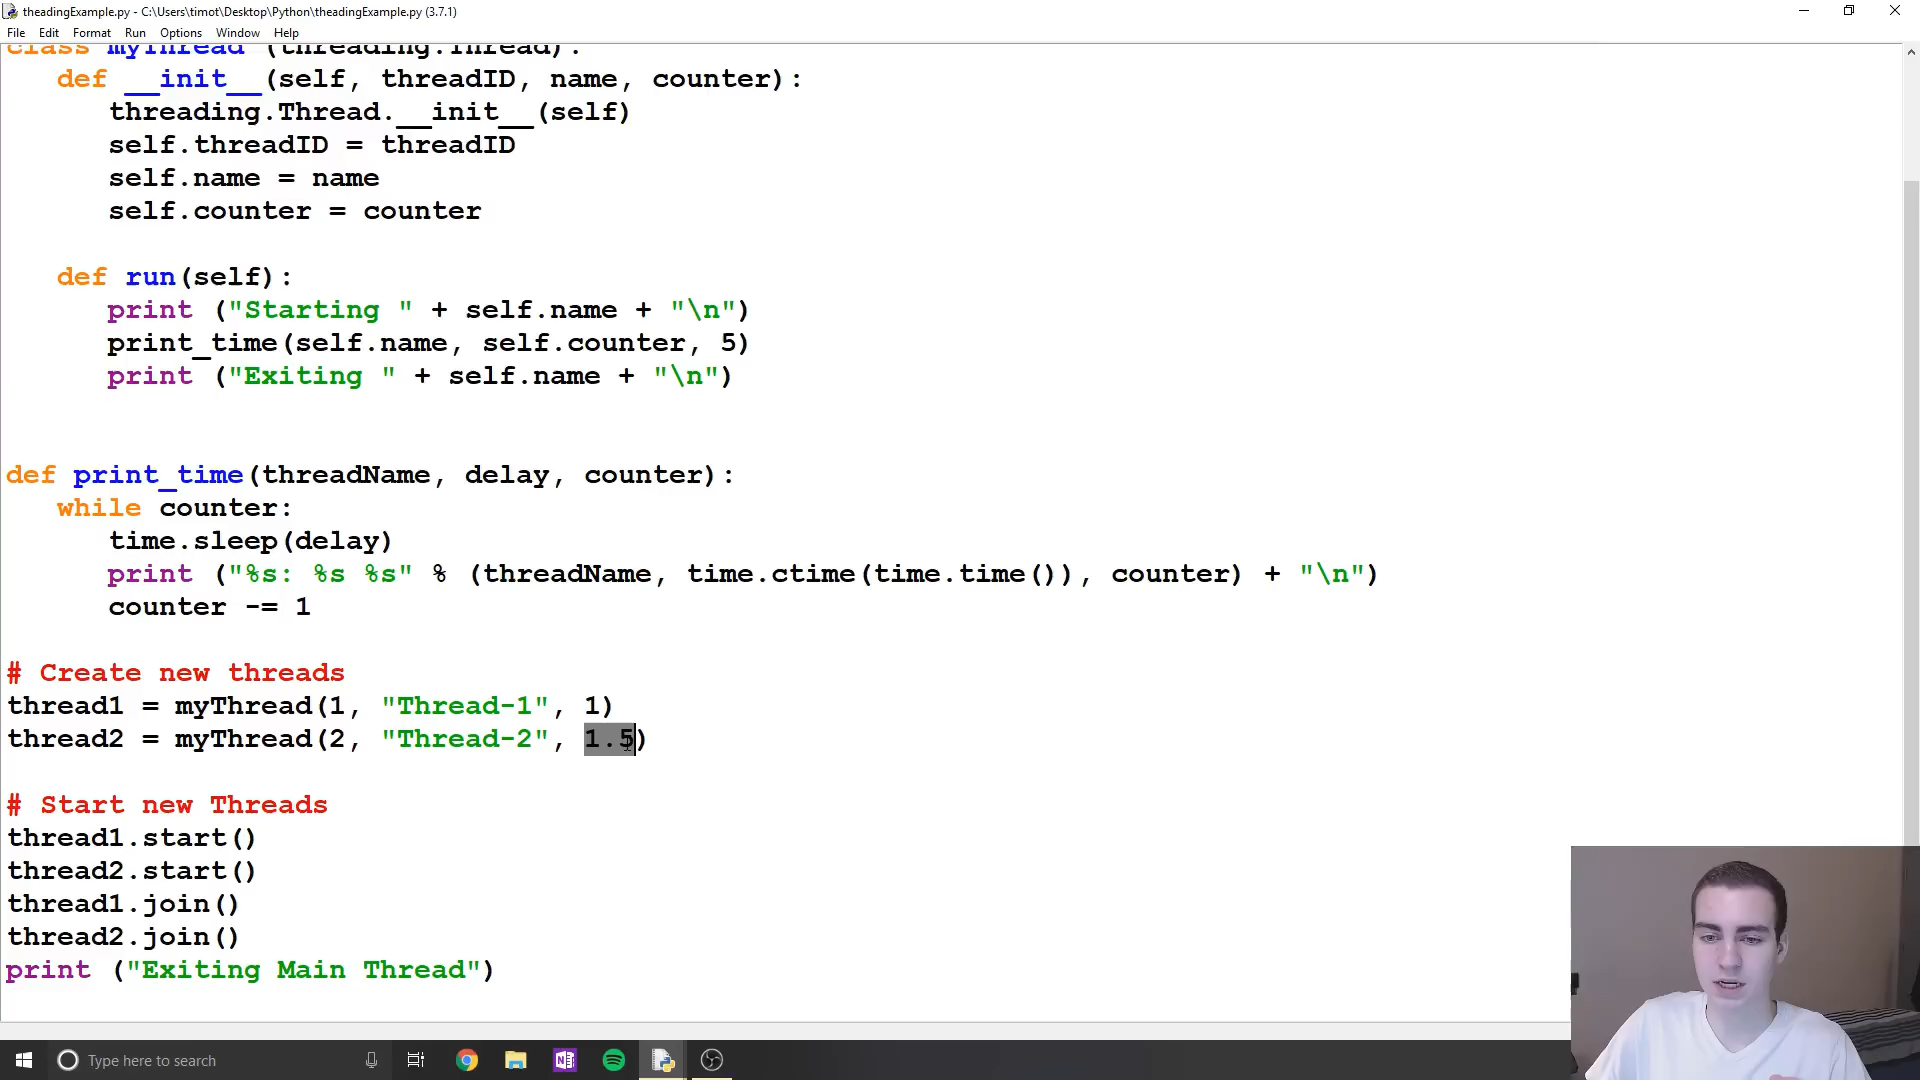 theadingExample.py - C:\Users\timot\Desktop\Python\theadingExample.py (3.7.1)
File Edit Format Run Options Window Help
class myThread (threading.Thread):
def __init__(self, threadID, name, counter):
threading.Thread.__init__(self)
self.threadID = threadID
self.name = name
self.counter = counter
def run(self):
print ("Starting " + self.name + "\n")
print_time(self.name, self.counter, 5)
print ("Exiting " + self.name + "\n")
def print_time(threadName, delay, counter):
while counter:
time.sleep(delay)
print ("%s: %s %s" % (threadName, time.ctime(time.time()), counter) + "\n")
counter -= 1
# Create new threads
thread1 = myThread(1, "Thread-1", 1)
thread2 = myThread(2, "Thread-2", 1.5)
# Start new Threads
thread1.start()
thread2.start()
thread1.join()
thread2.join()
print ("Exiting Main Thread")
Type here to search